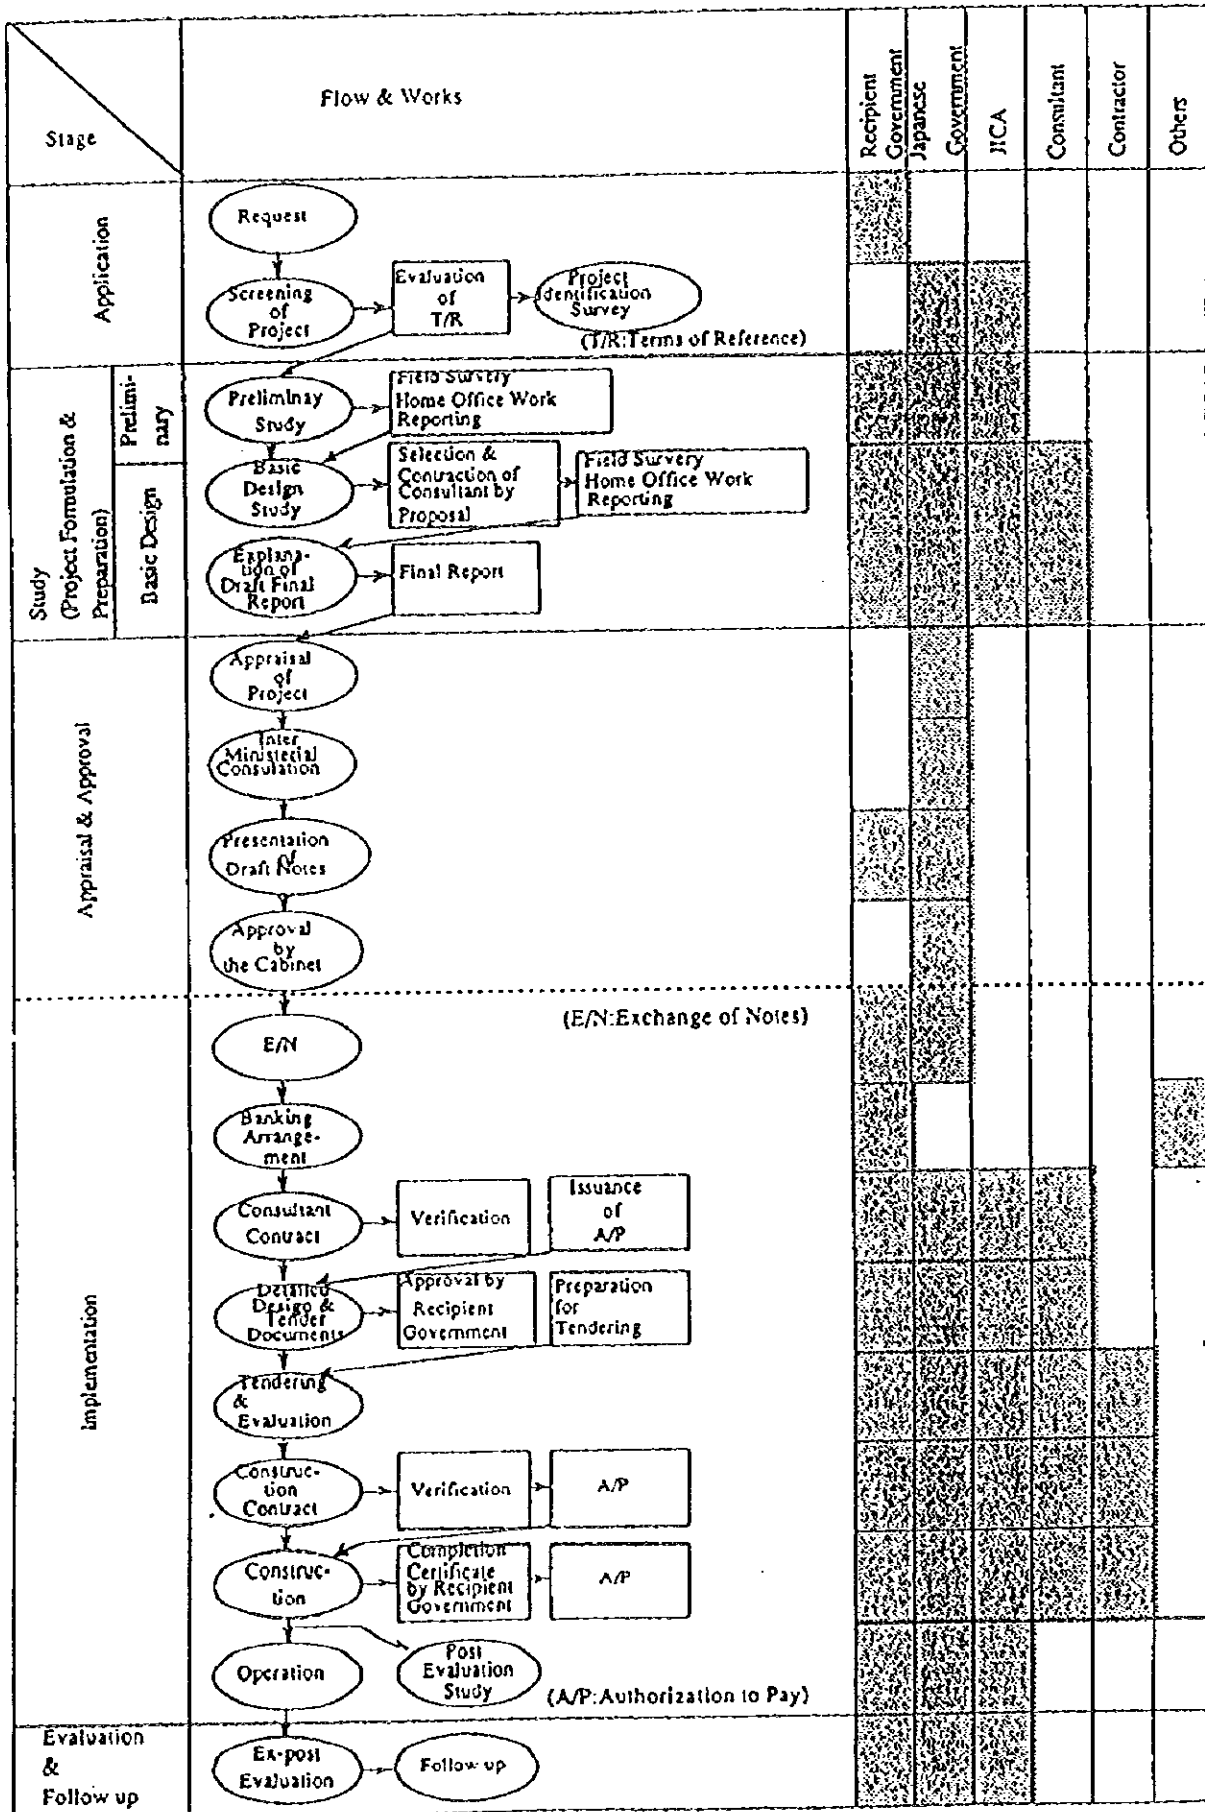 Stage
Flow & Works
Recipient
Government
Japanese
Government
JICA
Consultant
Contractor
Others
Application
Request
Screening
of
Project
Evaluation
of
T/R
Project
Identification
Survey
(T/R:Terms of Reference)
Study
(Project Formulation &
Preparation)
Prelimi-
nary
Basic Design
Preliminay
Study
Field Survery
Home Office Work
Reporting
Basic
Design
Study
Selection &
Contraction of
Consultant by
Proposal
Field Survery
Home Office Work
Reporting
Explana-
tion of
Draft Final
Report
Final Report
Appraisal & Approval
Appraisal
of
Project
Inter
Ministerial
Consulation
Presentation
of
Draft Notes
Approval
by
the Cabinet
Implementation
(E/N:Exchange of Notes)
E/N
Banking
Arrange-
ment
Consultant
Contract
Verification
Issuance
of
A/P
Detailed
Design &
Tender
Documents
Approval by
Recipient
Government
Preparation
for
Tendering
Tendering
&
Evaluation
Construc-
tion
Contract
Verification
A/P
Construc-
tion
Completion
Certificate
by Recipient
Government
A/P
Operation
Post
Evaluation
Study
(A/P:Authorization to Pay)
Evaluation
&
Follow up
Ex-post
Evaluation
Follow up